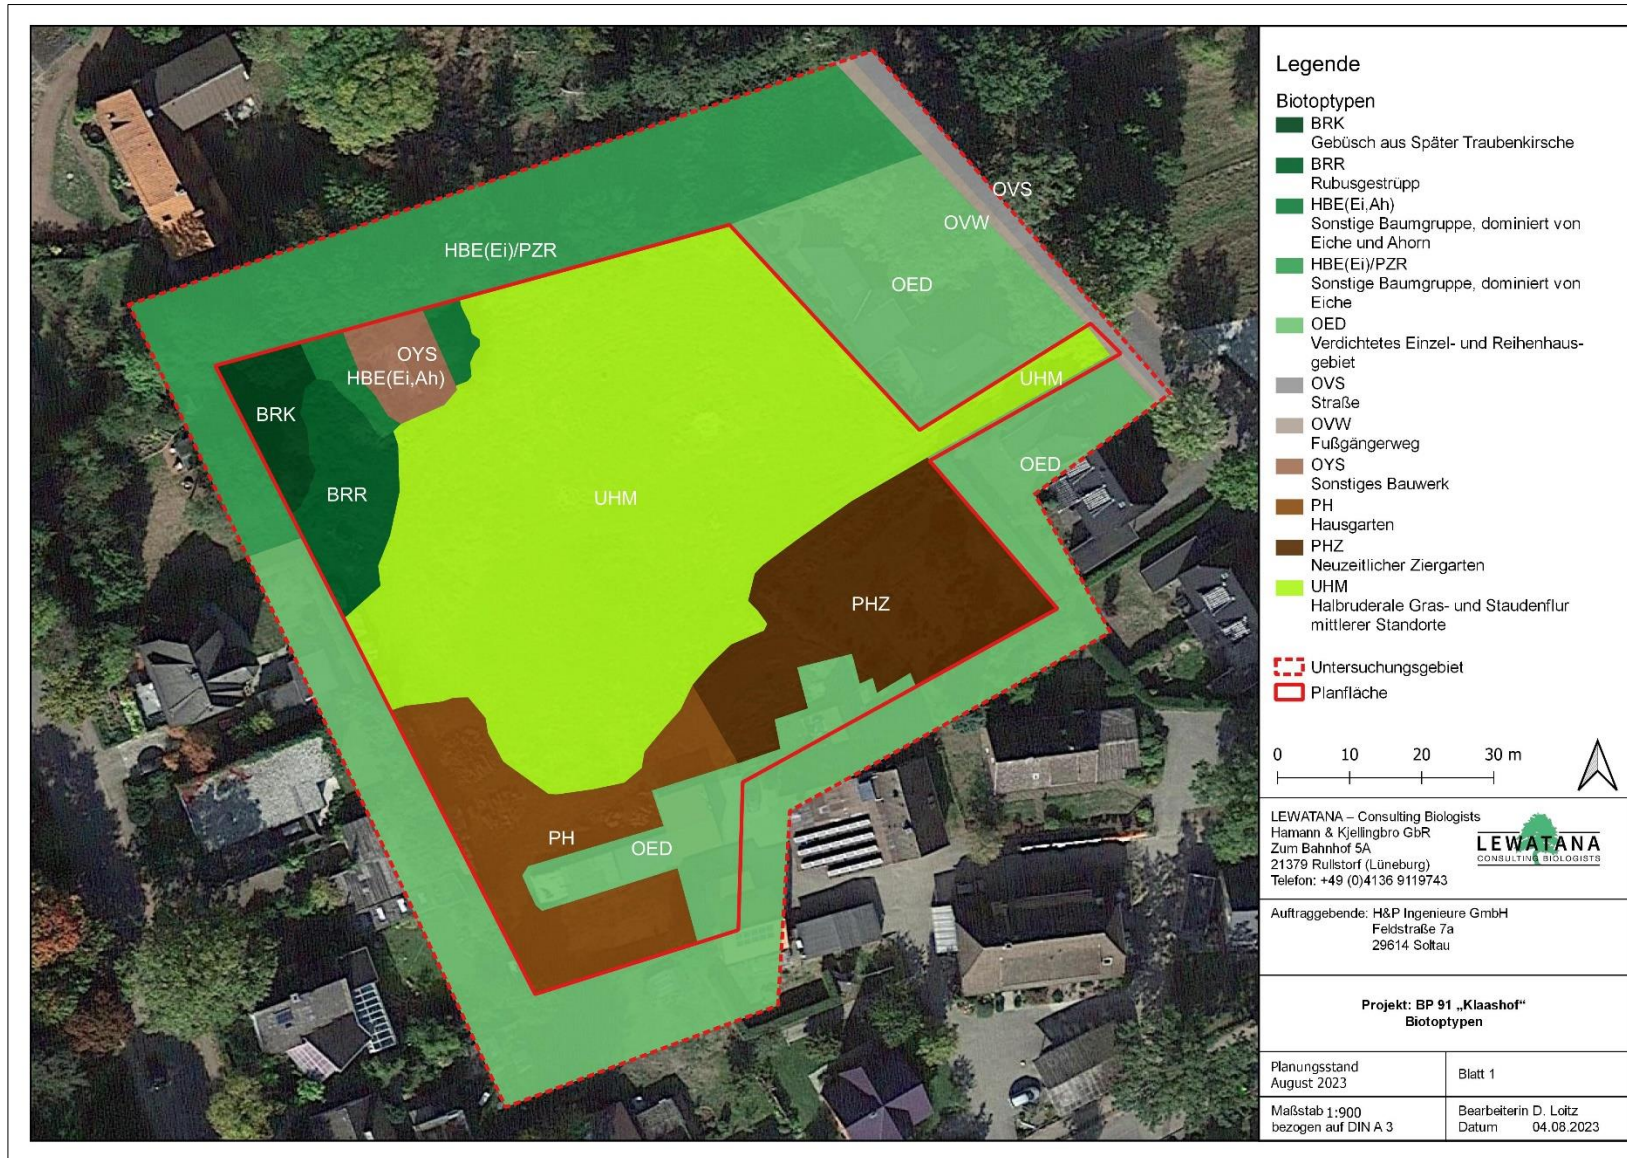 OVS
OVW
HBE(Ei)/PZR
OED
OYS
HBE(Ei,Ah)
UHM
BRK
OED
BRR
UHM
PHZ
PH
OED
Legende
Biotoptypen
BRK
Gebüsch aus Später Traubenkirsche
BRR
Rubusgestrüpp
HBE(Ei,Ah)
Sonstige Baumgruppe, dominiert von
Eiche und Ahorn
HBE(Ei)/PZR
Sonstige Baumgruppe, dominiert von
Eiche
OED
Verdichtetes Einzel- und Reihenhaus-
gebiet
OVS
Straße
OVW
Fußgängerweg
OYS
Sonstiges Bauwerk
PH
Hausgarten
PHZ
Neuzeitlicher Ziergarten
UHM
Halbruderale Gras- und Staudenflur
mittlerer Standorte
Untersuchungsgebiet
Planfläche
0 10 20 30 m
LEWATANA – Consulting Biologists
Hamann & Kjellingbro GbR
Zum Bahnhof 5A
21379 Rullstorf (Lüneburg)
Telefon: +49 (0)4136 9119743
LEWATANA
CONSULTING BIOLOGISTS
Auftraggebende: H&P Ingenieure GmbH
Feldstraße 7a
29614 Soltau
Projekt: BP 91 „Klaashof“
Biotoptypen
Planungsstand
August 2023
Blatt 1
Maßstab 1:900
bezogen auf DIN A 3
Bearbeiterin D. Loitz
Datum 04.08.2023